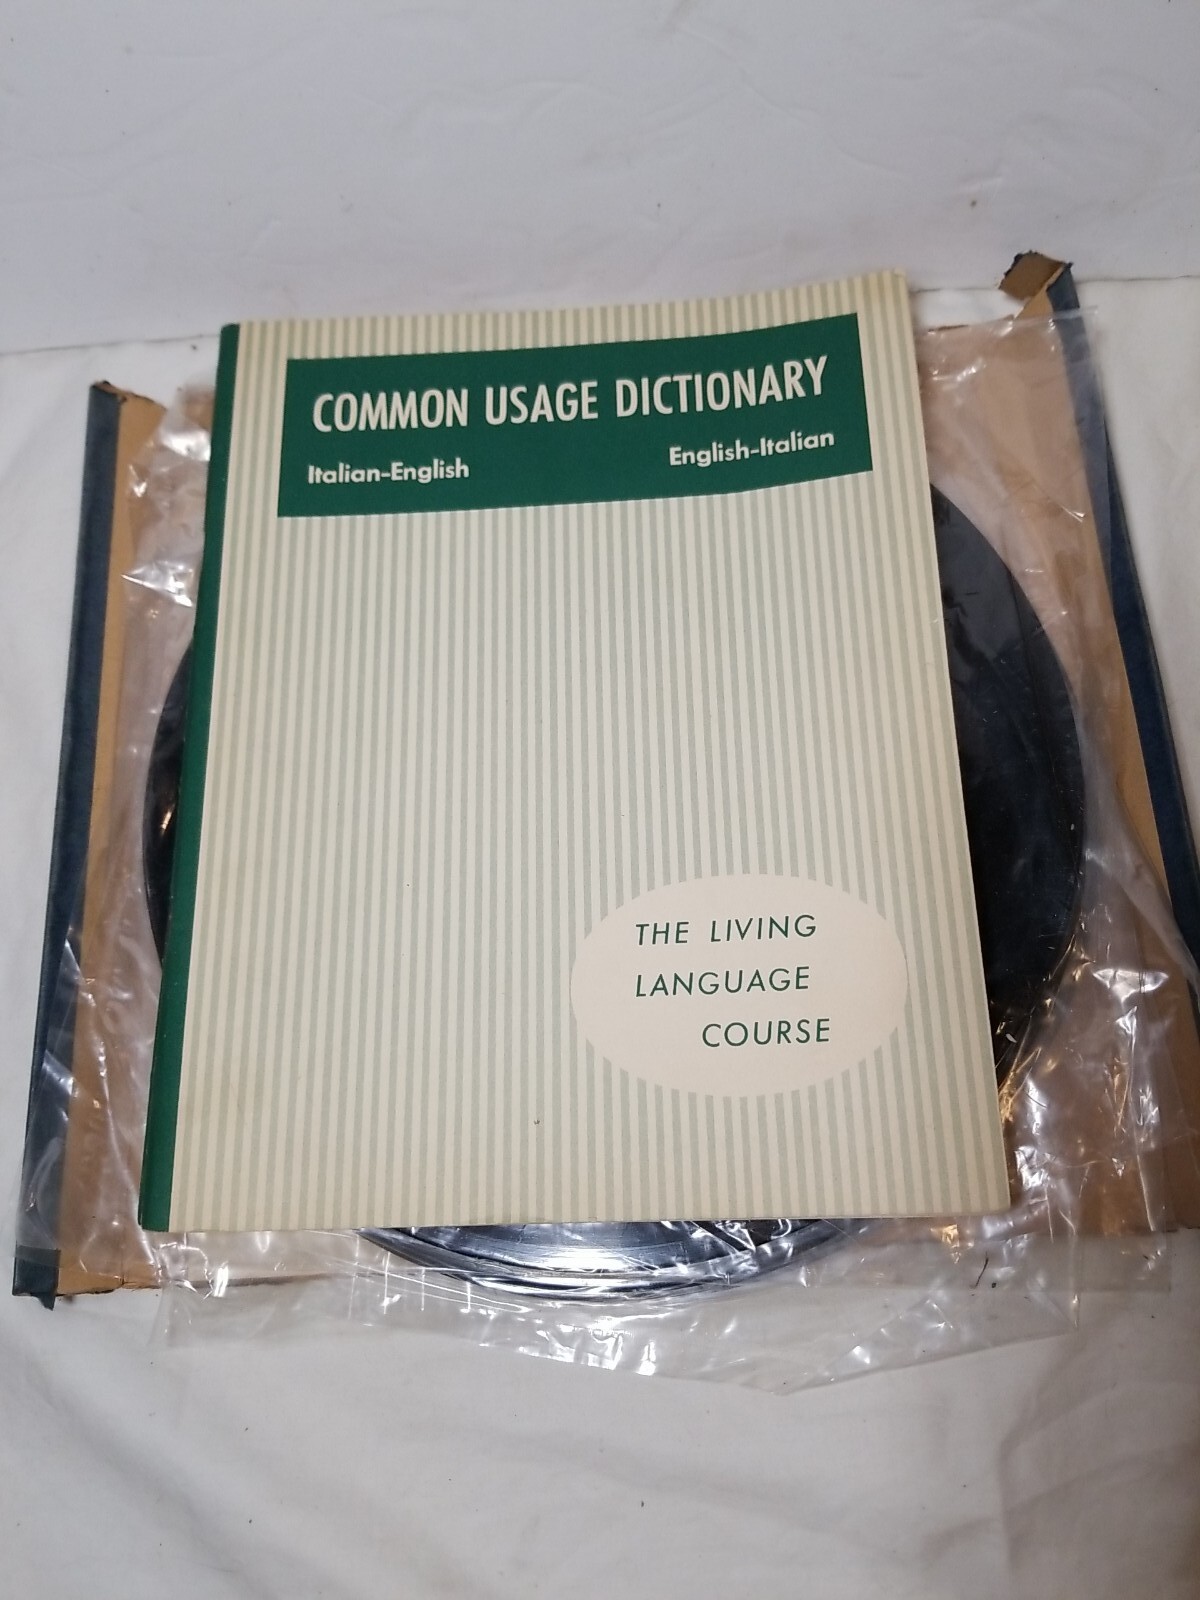 COMMON USAGE DICTIONARY
Italian-English English-Italian
THE LIVING
LANGUAGE
COURSE